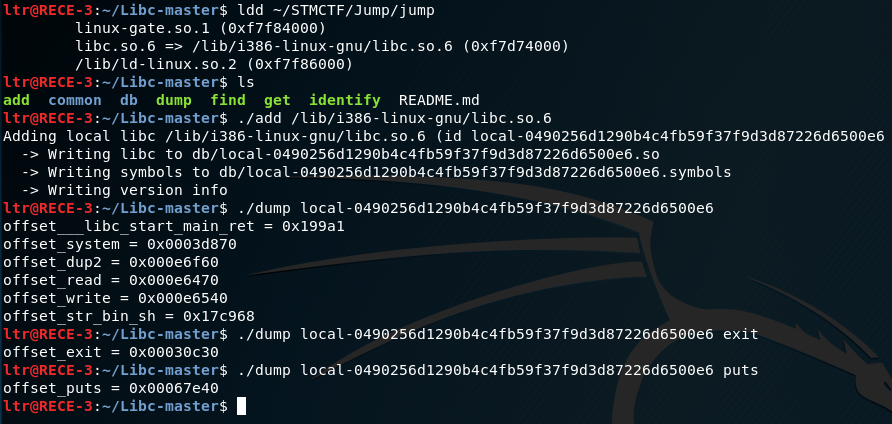 ltr@RECE-3:~/Libc-master$ ldd ~/STMCTF/Jump/jump
        linux-gate.so.1 (0xf7f84000)
        libc.so.6 => /lib/i386-linux-gnu/libc.so.6 (0xf7d74000)
        /lib/ld-linux.so.2 (0xf7f86000)
ltr@RECE-3:~/Libc-master$ ls
add  common  db  dump  find  get  identify  README.md
ltr@RECE-3:~/Libc-master$ ./add /lib/i386-linux-gnu/libc.so.6
Adding local libc /lib/i386-linux-gnu/libc.so.6 (id local-0490256d1290b4c4fb59f37f9d3d87226d6500e6
  -> Writing libc to db/local-0490256d1290b4c4fb59f37f9d3d87226d6500e6.so
  -> Writing symbols to db/local-0490256d1290b4c4fb59f37f9d3d87226d6500e6.symbols
  -> Writing version info
ltr@RECE-3:~/Libc-master$ ./dump local-0490256d1290b4c4fb59f37f9d3d87226d6500e6
offset___libc_start_main_ret = 0x199a1
offset_system = 0x0003d870
offset_dup2 = 0x000e6f60
offset_read = 0x000e6470
offset_write = 0x000e6540
offset_str_bin_sh = 0x17c968
ltr@RECE-3:~/Libc-master$ ./dump local-0490256d1290b4c4fb59f37f9d3d87226d6500e6 exit
offset_exit = 0x00030c30
ltr@RECE-3:~/Libc-master$ ./dump local-0490256d1290b4c4fb59f37f9d3d87226d6500e6 puts
offset_puts = 0x00067e40
ltr@RECE-3:~/Libc-master$